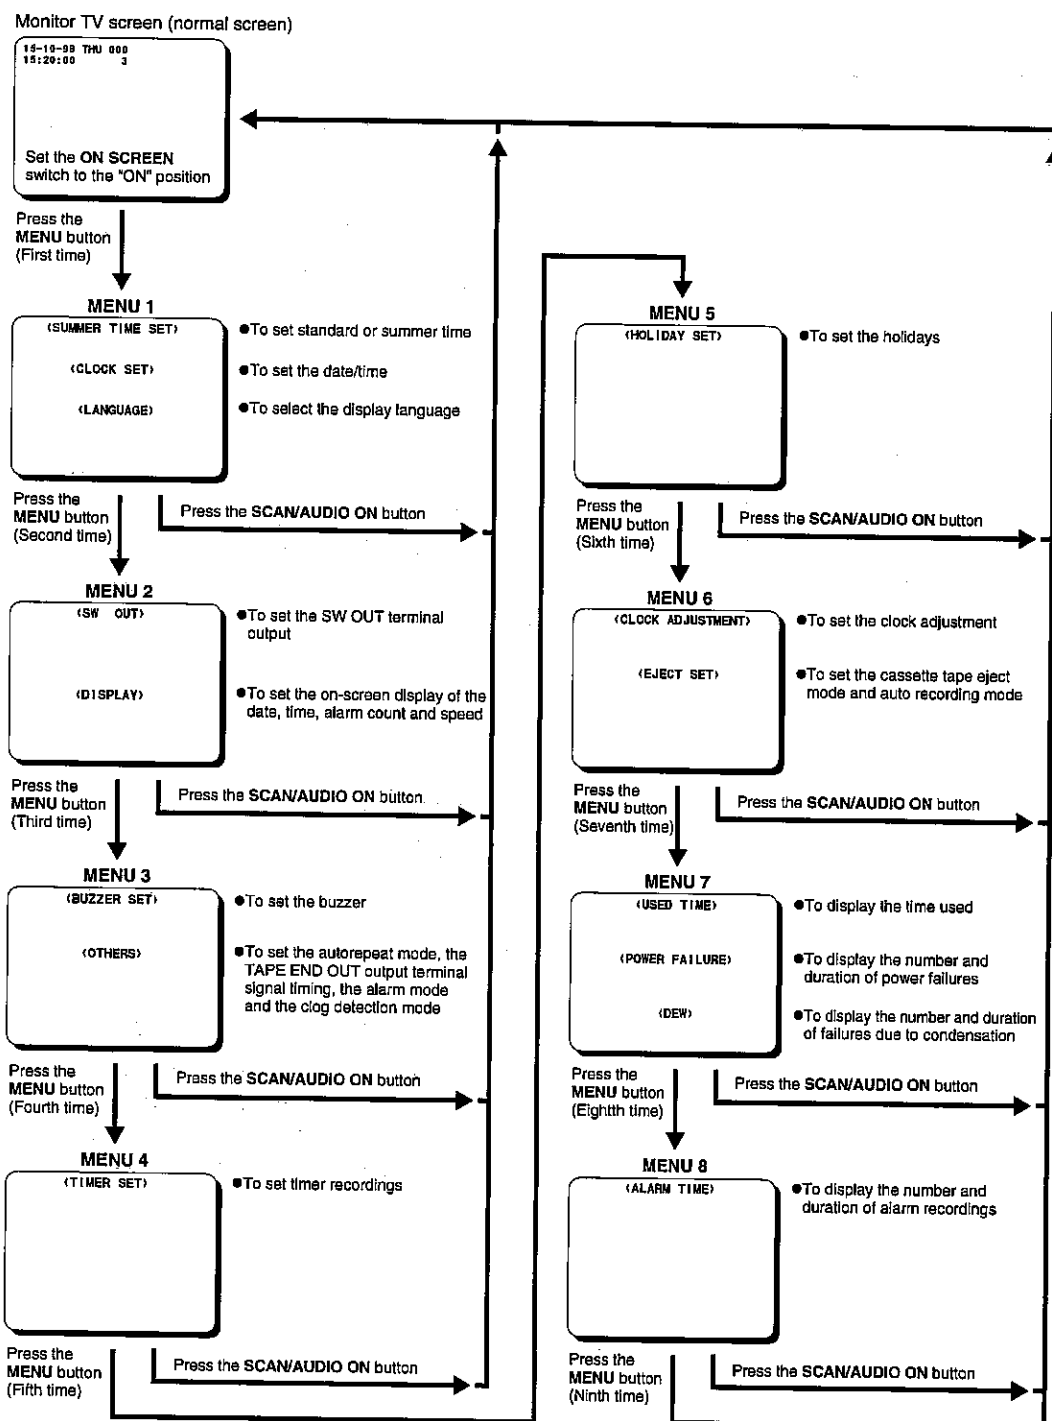 Monitor TV screen (normal screen)
15-10-98 THU 000
15:20:00 3
Set the ON SCREEN
switch to the "ON" position
Press the
MENU button
(First time)
MENU 1
(SUMMER TIME SET)
●To set standard or summer time
(CLOCK SET)
●To set the date/time
(LANGUAGE)
●To select the display language
Press the
MENU button
(Second time)
Press the SCAN/AUDIO ON button
MENU 2
(SW OUT)
●To set the SW OUT terminal
output
(DISPLAY)
●To set the on-screen display of the
date, time, alarm count and speed
Press the
MENU button
(Third time)
Press the SCAN/AUDIO ON button
MENU 3
(BUZZER SET)
●To set the buzzer
(OTHERS)
●To set the autorepeat mode, the
TAPE END OUT output terminal
signal timing, the alarm mode
and the clog detection mode
Press the
MENU button
(Fourth time)
Press the SCAN/AUDIO ON button
MENU 4
(TIMER SET)
●To set timer recordings
Press the
MENU button
(Fifth time)
Press the SCAN/AUDIO ON button
MENU 5
(HOLIDAY SET)
●To set the holidays
Press the
MENU button
(Sixth time)
Press the SCAN/AUDIO ON button
MENU 6
(CLOCK ADJUSTMENT)
●To set the clock adjustment
(EJECT SET)
●To set the cassette tape eject
mode and auto recording mode
Press the
MENU button
(Seventh time)
Press the SCAN/AUDIO ON button
MENU 7
(USED TIME)
●To display the time used
(POWER FAILURE)
●To display the number and
duration of power failures
(DEW)
●To display the number and duration
of failures due to condensation
Press the
MENU button
(Eightth time)
Press the SCAN/AUDIO ON button
MENU 8
(ALARM TIME)
●To display the number and
duration of alarm recordings
Press the
MENU button
(Ninth time)
Press the SCAN/AUDIO ON button